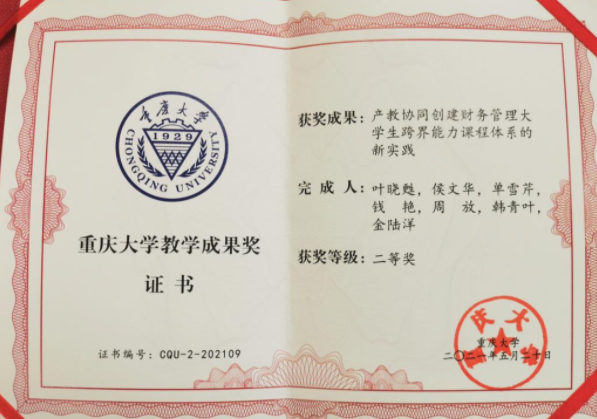 重庆大学
1929
CHONGQING UNIVERSITY
重庆大学教学成果奖
证书
证书编号：CQU-2-202109
获奖成果：产教协同创建财务管理大
学生跨界能力课程体系的
新实践
完成人：叶晓甦，侯文华，单雪芹，
钱艳，周放，韩青叶，
金陆洋
获奖等级：二等奖
重庆大学
二〇二一年五月二十日